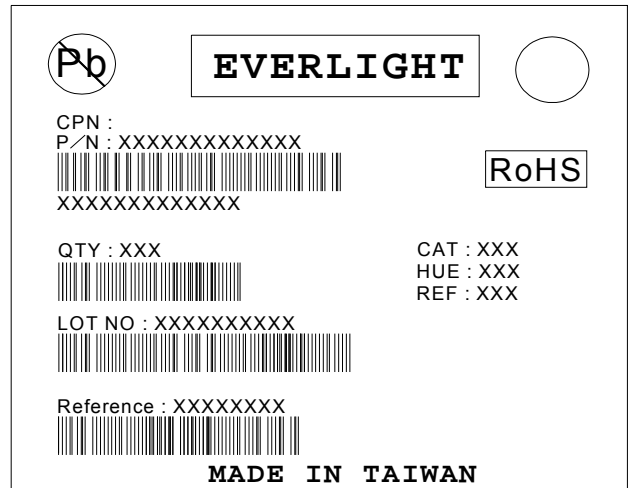 Pb
EVERLIGHT
CPN :
P/N : XXXXXXXXXXXXX
RoHS
XXXXXXXXXXXXX
QTY : XXX
CAT : XXX
HUE : XXX
REF : XXX
LOT NO : XXXXXXXXXX
Reference : XXXXXXXX
MADE IN TAIWAN